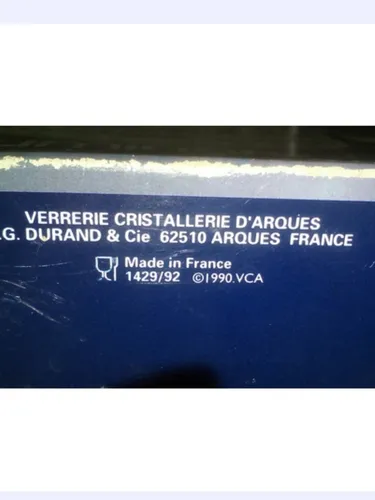 VERRERIE CRISTALLERIE D'ARQUES
.G. DURAND & Cie 62510 ARQUES FRANCE
Made in France
1429/92 ©1990.VCA